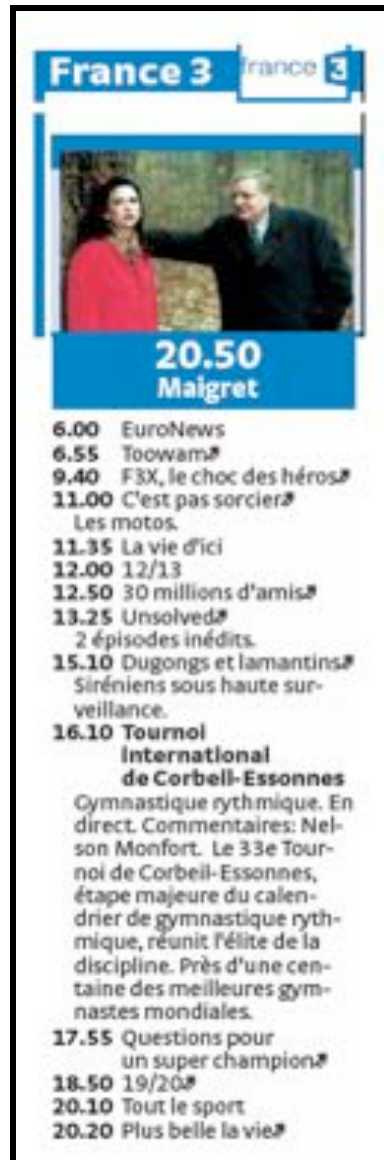 France 3 france 3
20.50
Maigret
6.00 EuroNews
6.55 Toowam
9.40 F3X, le choc des héros
11.00 C'est pas sorcier
Les motos.
11.35 La vie d'ici
12.00 12/13
12.50 30 millions d'amis
13.25 Unsolved
2 épisodes inédits.
15.10 Dugongs et lamantins
Siréniens sous haute sur-
veillance.
16.10 Tournoi
international
de Corbeil-Essonnes
Gymnastique rythmique. En
direct. Commentaires: Nel-
son Monfort. Le 33e Tour-
noi de Corbeil-Essonnes,
étape majeure du calen-
drier de gymnastique ryth-
mique, réunit l'élite de la
discipline. Près d'une cen-
taine des meilleures gym-
nastes mondiales.
17.55 Questions pour
un super champion
18.50 19/20
20.10 Tout le sport
20.20 Plus belle la vie